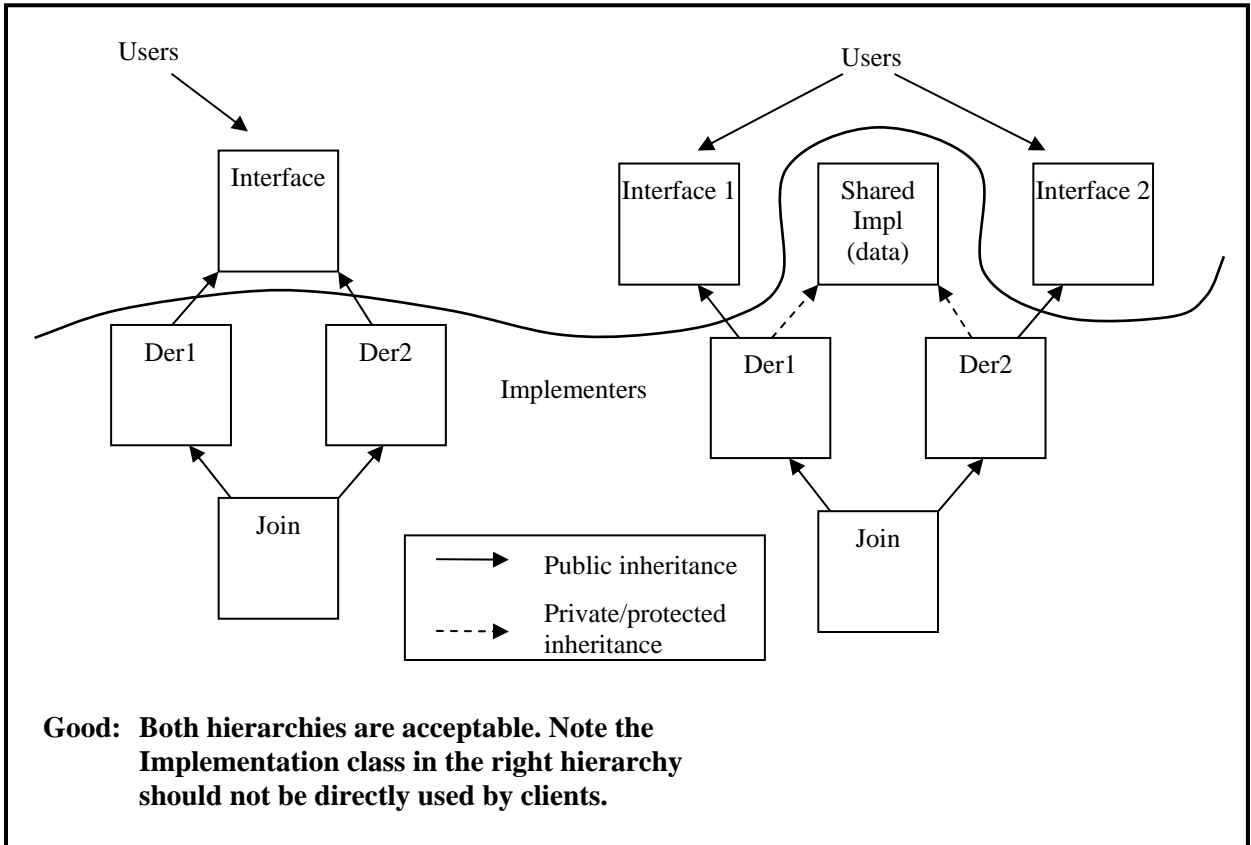 Users
Users
Interface
Interface 1
Shared
Impl
(data)
Interface 2
Der1
Der2
Implementers
Der1
Der2
Join
Join
Public inheritance
Private/protected
inheritance
Good: Both hierarchies are acceptable. Note the
Implementation class in the right hierarchy
should not be directly used by clients.